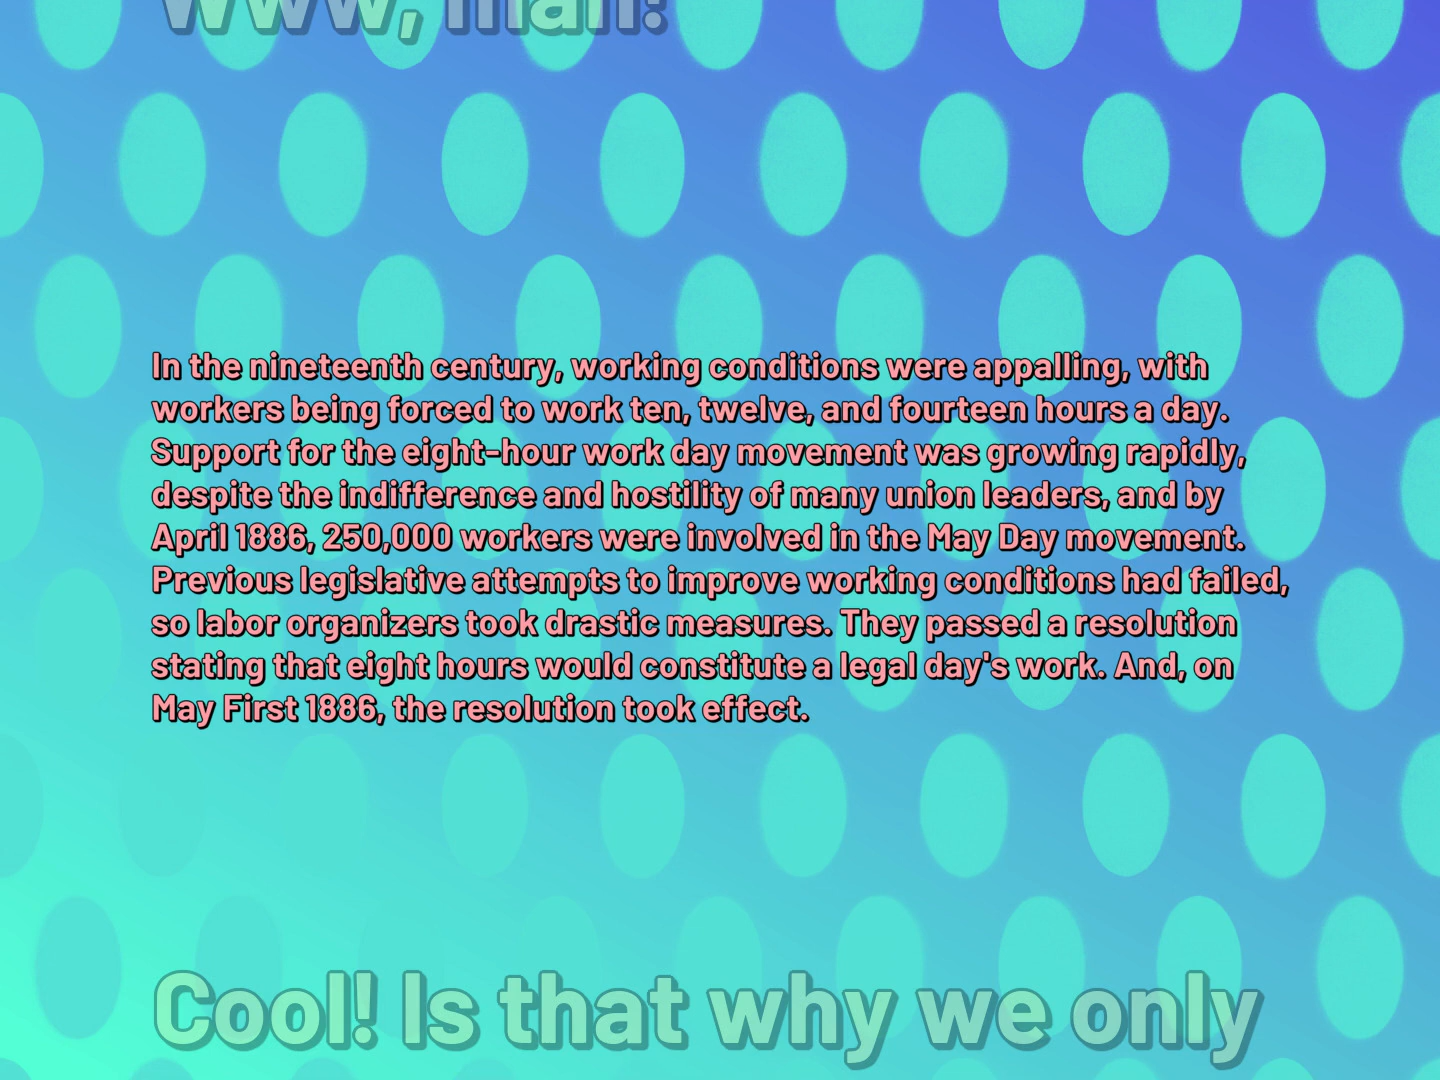 Www, man!
In the nineteenth century, working conditions were appalling, with
workers being forced to work ten, twelve, and fourteen hours a day.
Support for the eight-hour work day movement was growing rapidly,
despite the indifference and hostility of many union leaders, and by
April 1886, 250,000 workers were involved in the May Day movement.
Previous legislative attempts to improve working conditions had failed,
so labor organizers took drastic measures. They passed a resolution
stating that eight hours would constitute a legal day's work. And, on
May First 1886, the resolution took effect.
Cool! Is that why we only